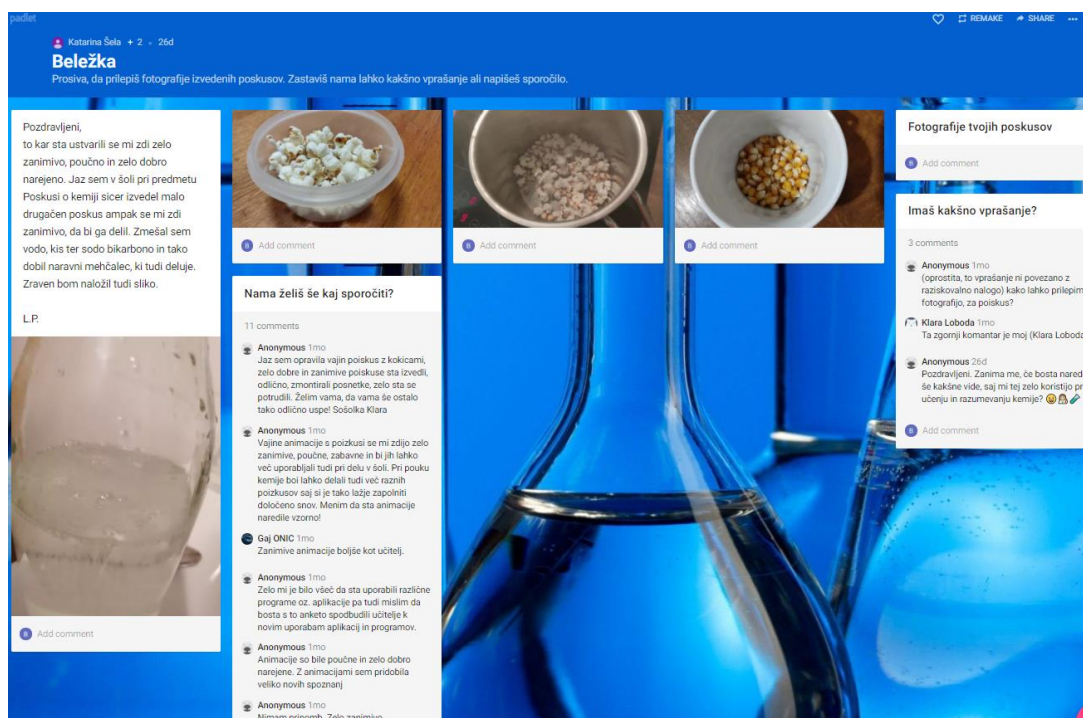 padlet
REMAKE
SHARE
Katarina Šela + 2 • 26d
Beležka
Prosiva, da prilepiš fotografije izvedenih poskusov. Zastaviš nama lahko kakšno vprašanje ali napišeš sporočilo.
Pozdravljeni,
to kar sta ustvarili se mi zdi zelo
zanimivo, poučno in zelo dobro
narejeno. Jaz sem v šoli pri predmetu
Poskusi o kemiji sicer izvedel malo
drugačen poskus ampak se mi zdi
zanimivo, da bi ga delil. Zmešal sem
vodo, kis ter sodo bikarbono in tako
dobil naravni mehčalec, ki tudi deluje.
Zraven bom naložil tudi sliko.
L.P.
B Add comment
B Add comment
Nama želiš še kaj sporočiti?
11 comments
Anonymous 1mo
Jaz sem opravila vajin poiskus z kokicami,
zelo dobre in zanimive poiskuse sta izvedli,
odlično, zmontirali posnetke, zelo sta se
potrudili. Želim vama, da vama še ostalo
tako odlično uspe! Sošolka Klara
Anonymous 1mo
Vajine animacije s poizkusi se mi zdijo zelo
zanimive, poučne, zabavne in bi jih lahko
več uporabljali tudi pri delu v šoli. Pri pouku
kemije boi lahko delali tudi več raznih
poizkusov saj si je tako lažje zapolniti
določeno snov. Menim da sta animacije
naredile vzorno!
Gaj ONIC 1mo
Zanimive animacije boljše kot učitelj.
Anonymous 1mo
Zelo mi je bilo všeč da sta uporabili različne
programe oz. aplikacije pa tudi mislim da
bosta s to anketo spodbudili učitelje k
novim uporabam aplikacij in programov.
Anonymous 1mo
Animacije so bile poučne in zelo dobro
narejene. Z animacijami sem pridobila
veliko novih spoznanj
Anonymous 1mo
Nimam pripomb. Zelo zanimivo
B Add comment
B Add comment
Fotografije tvojih poskusov
B Add comment
Imaš kakšno vprašanje?
3 comments
Anonymous 1mo
(oprostita, to vprašanje ni povezano z
raziskovalno nalogo) kako lahko prilepim
fotografijo, za poiskus?
Klara Loboda 1mo
Ta zgornji komentar je moj (Klara Loboda
Anonymous 26d
Pozdravljeni. Zanima me, če bosta nared
še kakšne vide, saj mi tej zelo koristijo pr
učenju in razumevanju kemije?
B Add comment